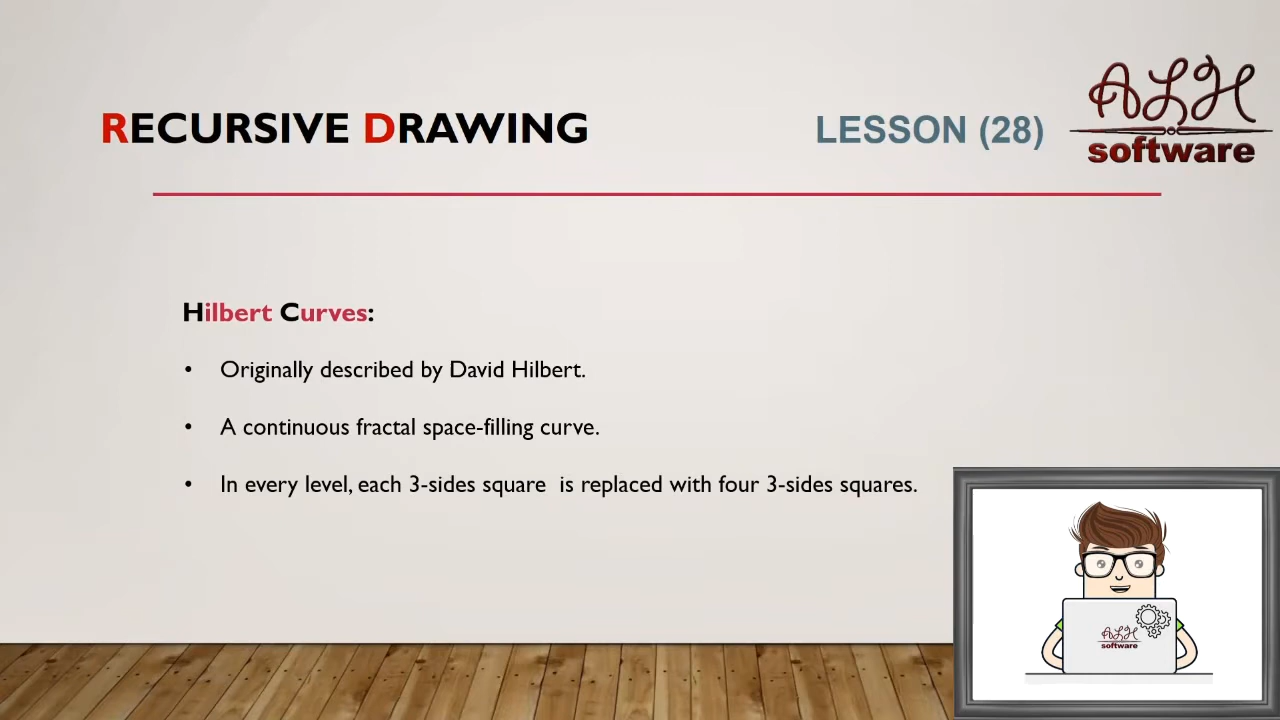 RECURSIVE DRAWING
LESSON (28)
ALH
software
Hilbert Curves:
• Originally described by David Hilbert.
• A continuous fractal space-filling curve.
• In every level, each 3-sides square  is replaced with four 3-sides squares.
ALH
software